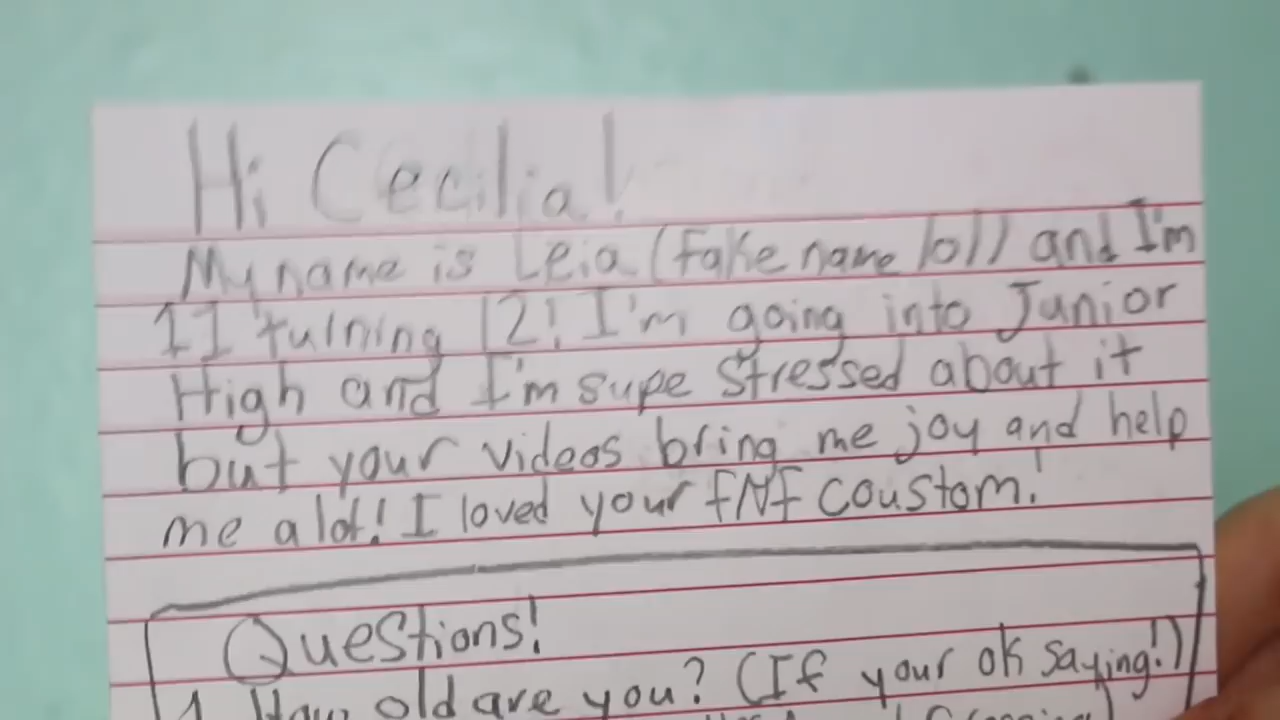 Hi Cecilia!
My name is Leia (fake name lol) and I'm
11 turning 12! I'm going into Junior
High and I'm supe stressed about it
but your videos bring me joy and help
me a lot! I loved your FNF coustom!
Questions!
1 How old are you? (If your ok saying!)